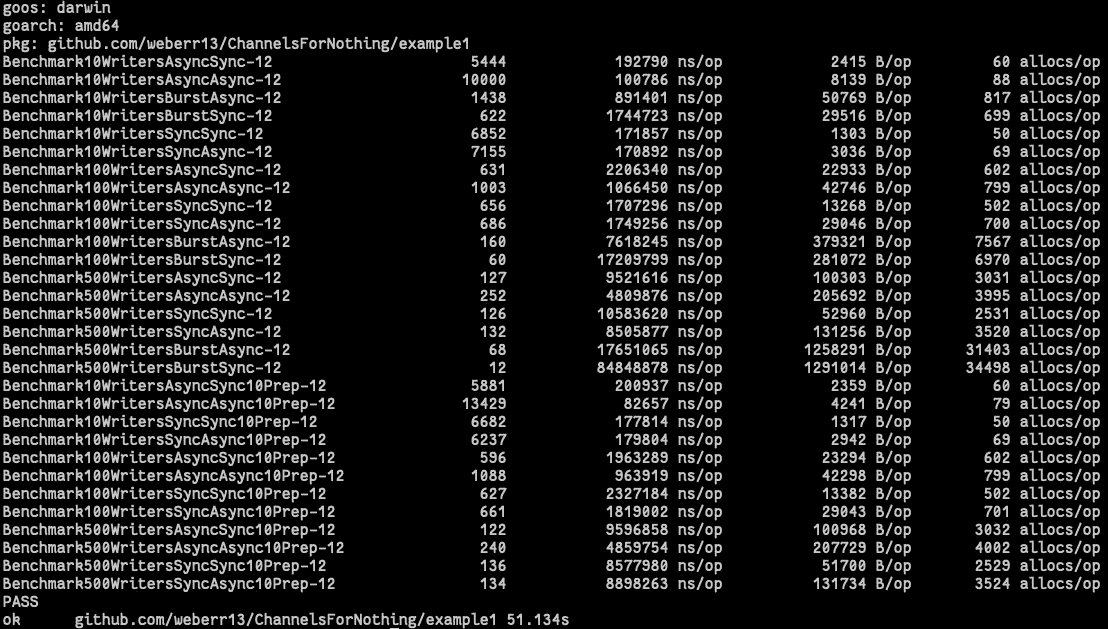 goos: darwin
goarch: amd64
pkg: github.com/weberr13/ChannelsForNothing/example1
Benchmark10WritersAsyncSync-12 5444 192790 ns/op 2415 B/op 60 allocs/op
Benchmark10WritersAsyncAsync-12 10000 100786 ns/op 8139 B/op 88 allocs/op
Benchmark10WritersBurstAsync-12 1438 891401 ns/op 50769 B/op 817 allocs/op
Benchmark10WritersBurstSync-12 622 1744723 ns/op 29516 B/op 699 allocs/op
Benchmark10WritersSyncSync-12 6852 171857 ns/op 1303 B/op 50 allocs/op
Benchmark10WritersSyncAsync-12 7155 170892 ns/op 3036 B/op 69 allocs/op
Benchmark100WritersAsyncSync-12 631 2206340 ns/op 22933 B/op 602 allocs/op
Benchmark100WritersAsyncAsync-12 1003 1066450 ns/op 42746 B/op 799 allocs/op
Benchmark100WritersSyncSync-12 656 1707296 ns/op 13268 B/op 502 allocs/op
Benchmark100WritersSyncAsync-12 686 1749256 ns/op 29046 B/op 700 allocs/op
Benchmark100WritersBurstAsync-12 160 7618245 ns/op 379321 B/op 7567 allocs/op
Benchmark100WritersBurstSync-12 60 17209799 ns/op 281072 B/op 6970 allocs/op
Benchmark500WritersAsyncSync-12 127 9521616 ns/op 100303 B/op 3031 allocs/op
Benchmark500WritersAsyncAsync-12 252 4809876 ns/op 205692 B/op 3995 allocs/op
Benchmark500WritersSyncSync-12 126 10583620 ns/op 52960 B/op 2531 allocs/op
Benchmark500WritersSyncAsync-12 132 8505877 ns/op 131256 B/op 3520 allocs/op
Benchmark500WritersBurstAsync-12 68 17651065 ns/op 1258291 B/op 31403 allocs/op
Benchmark500WritersBurstSync-12 12 84848878 ns/op 1291014 B/op 34498 allocs/op
Benchmark10WritersAsyncSync10Prep-12 5881 200937 ns/op 2359 B/op 60 allocs/op
Benchmark10WritersAsyncAsync10Prep-12 13429 82657 ns/op 4241 B/op 79 allocs/op
Benchmark10WritersSyncSync10Prep-12 6682 177814 ns/op 1317 B/op 50 allocs/op
Benchmark10WritersSyncAsync10Prep-12 6237 179804 ns/op 2942 B/op 69 allocs/op
Benchmark100WritersAsyncSync10Prep-12 596 1963289 ns/op 23294 B/op 602 allocs/op
Benchmark100WritersAsyncAsync10Prep-12 1088 963919 ns/op 42298 B/op 799 allocs/op
Benchmark100WritersSyncSync10Prep-12 627 2327184 ns/op 13382 B/op 502 allocs/op
Benchmark100WritersSyncAsync10Prep-12 661 1819002 ns/op 29043 B/op 701 allocs/op
Benchmark500WritersAsyncSync10Prep-12 122 9596858 ns/op 100968 B/op 3032 allocs/op
Benchmark500WritersAsyncAsync10Prep-12 240 4859754 ns/op 207729 B/op 4002 allocs/op
Benchmark500WritersSyncSync10Prep-12 136 8577980 ns/op 51700 B/op 2529 allocs/op
Benchmark500WritersSyncAsync10Prep-12 134 8898263 ns/op 131734 B/op 3524 allocs/op
PASS
ok github.com/weberr13/ChannelsForNothing/example1 51.134s